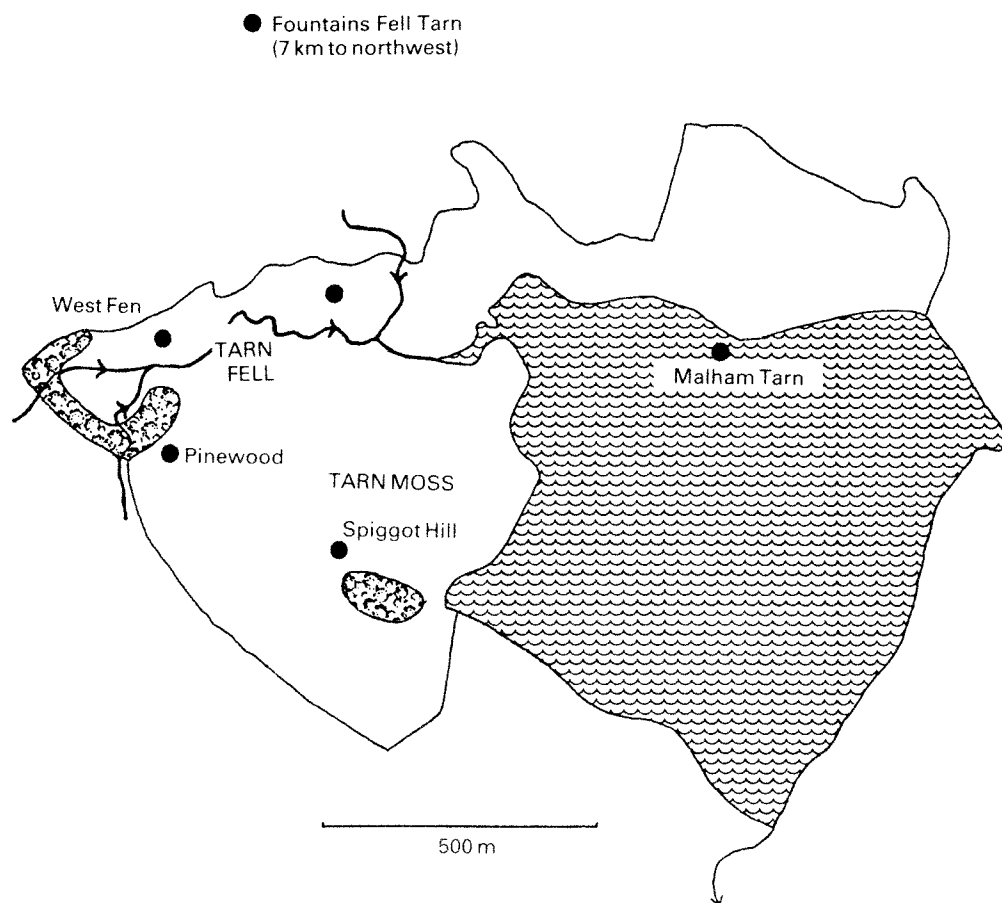 Fountains Fell Tarn
(7 km to northwest)
West Fen
TARN
FELL
Malham Tarn
Pinewood
TARN MOSS
Spiggot Hill
500 m